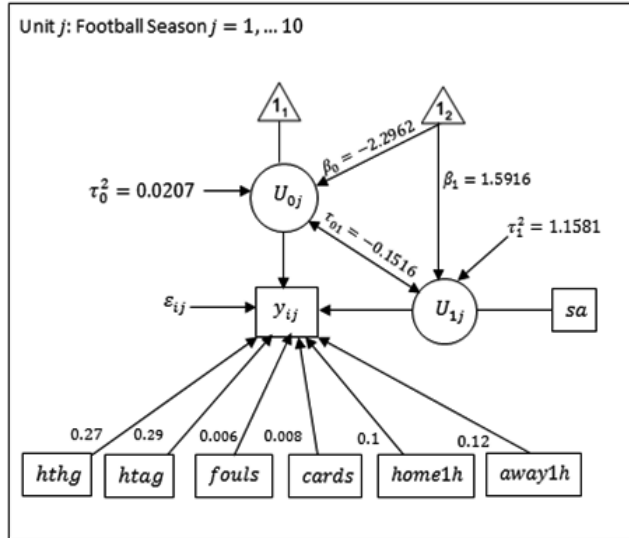 Unit j: Football Season j = 1, … 10
1₁
1₂
β₀ = −2.2962
τ₀² = 0.0207
U₀ⱼ
β₁ = 1.5916
τ₀₁ = −0.1516
τ₁² = 1.1581
εᵢⱼ
yᵢⱼ
U₁ⱼ
sa
0.27
0.29
0.006
0.008
0.1
0.12
hthg
htag
fouls
cards
home1h
away1h